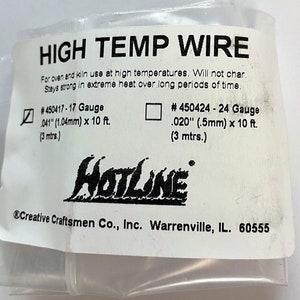 HIGH TEMP WIRE
For oven and kiln use at high temperatures. Will not char.
Stays strong in extreme heat over long periods of time.
# 450417 - 17 Gauge # 450424 - 24 Gauge
.041" (1.04mm) x 10 ft. .020" (.5mm) x 10 ft.
(3 mtrs.) (3 mtrs.)
HOTLINE®
©Creative Craftsmen Co., Inc. Warrenville, IL. 60555